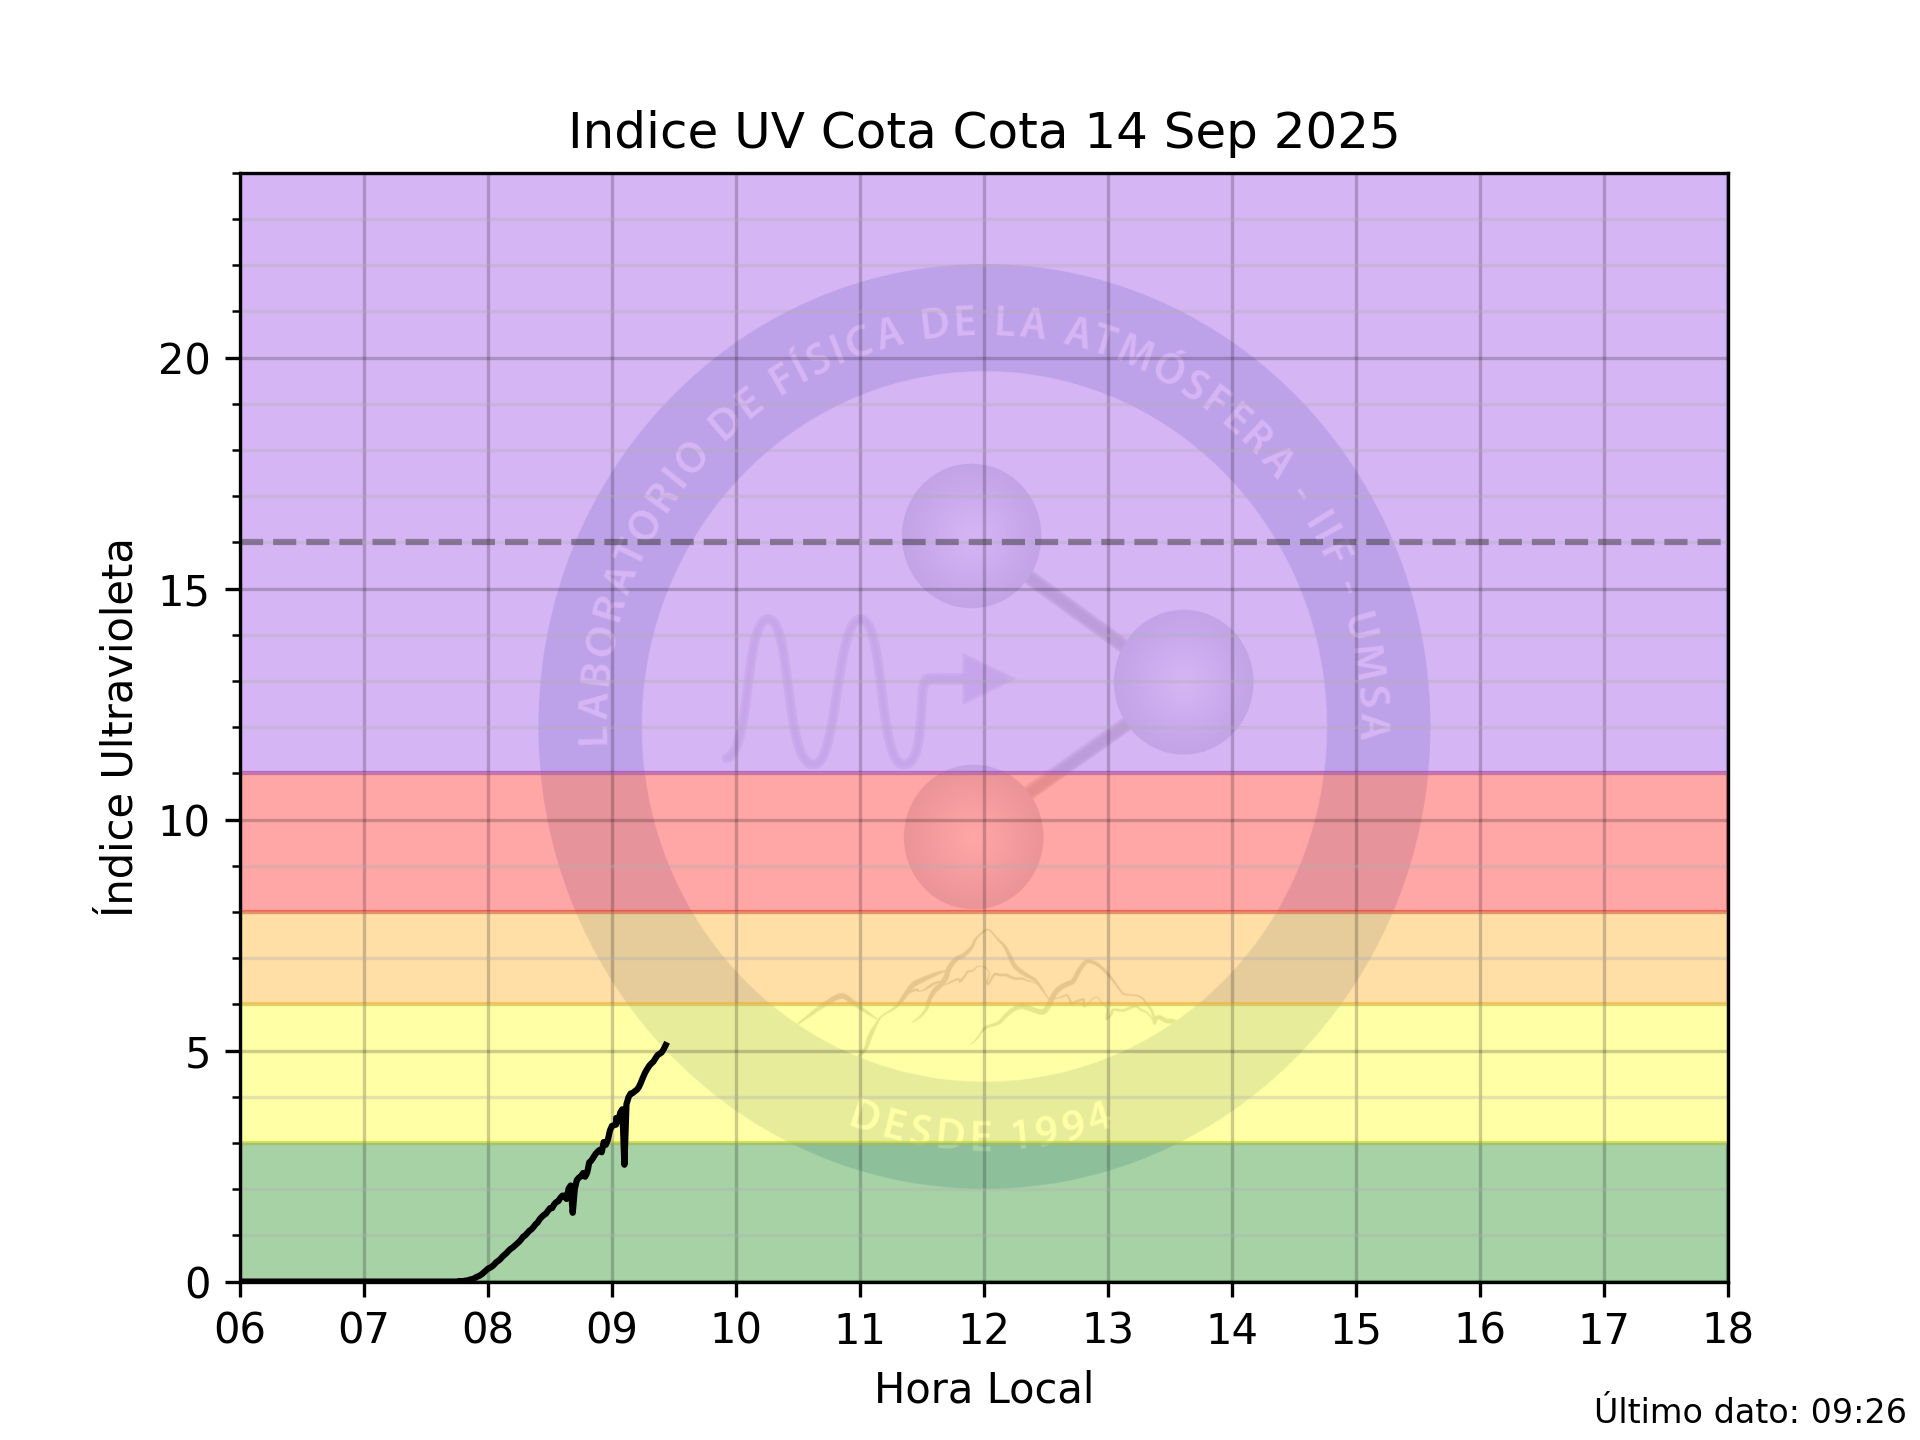 Indice UV Cota Cota 14 Sep 2025
LABORATORIO DE FÍSICA DE LA ATMÓSFERA - IIF - UMSA
DESDE 1994
Índice Ultravioleta
20
15
10
5
0
06 07 08 09 10 11 12 13 14 15 16 17 18
Hora Local
Último dato: 09:26